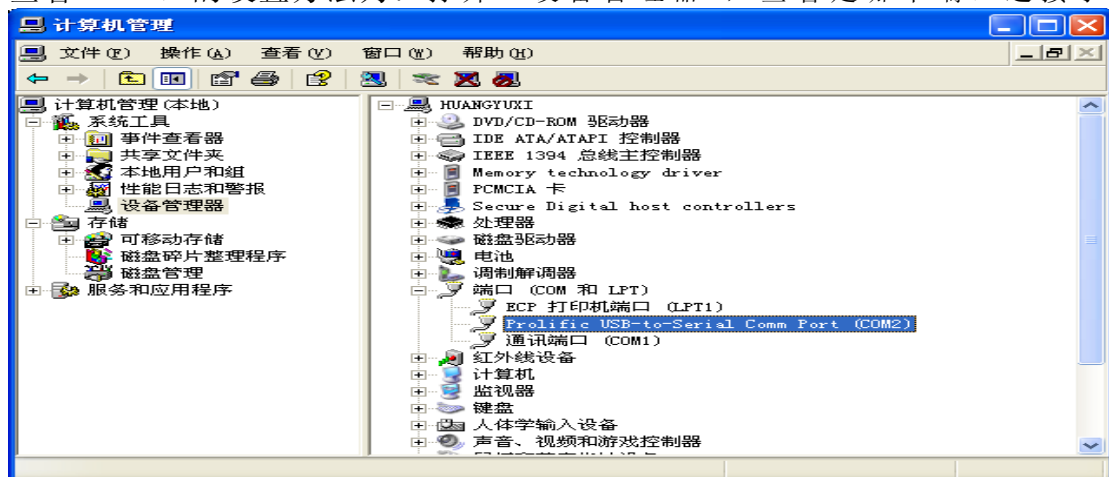 计算机管理
文件(F) 操作(A) 查看(V) 窗口(W) 帮助(H)
计算机管理(本地)
系统工具
事件查看器
共享文件夹
本地用户和组
性能日志和警报
设备管理器
存储
可移动存储
磁盘碎片整理程序
磁盘管理
服务和应用程序
HUANGYUXI
DVD/CD-ROM 驱动器
IDE ATA/ATAPI 控制器
IEEE 1394 总线主控制器
Memory technology driver
PCMCIA 卡
Secure Digital host controllers
处理器
磁盘驱动器
电池
调制解调器
端口 (COM 和 LPT)
ECP 打印机端口 (LPT1)
Prolific USB-to-Serial Comm Port (COM2)
通讯端口 (COM1)
红外线设备
计算机
监视器
键盘
人体学输入设备
声音、视频和游戏控制器